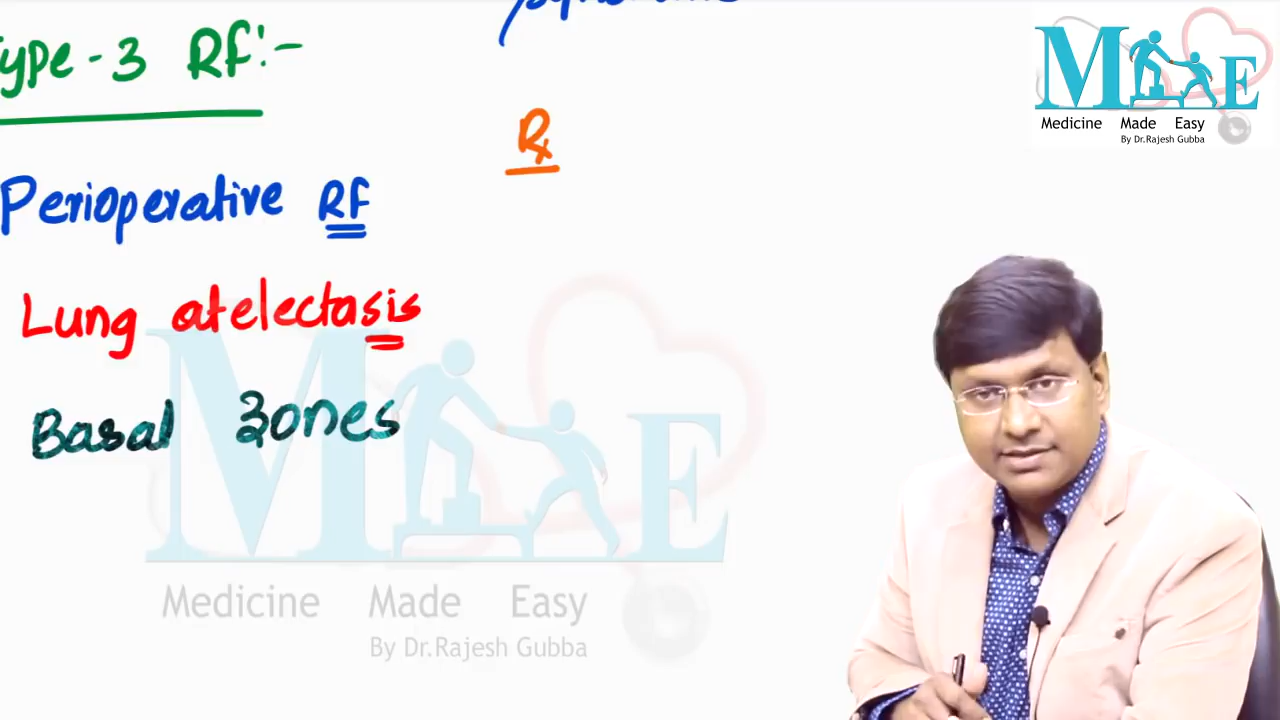 Type-3 Rf:-
Perioperative Rf
Lung atelectasis
Basal zones
Rx
M E
Medicine Made Easy
By Dr.Rajesh Gubba
M E
Medicine Made Easy
By Dr.Rajesh Gubba